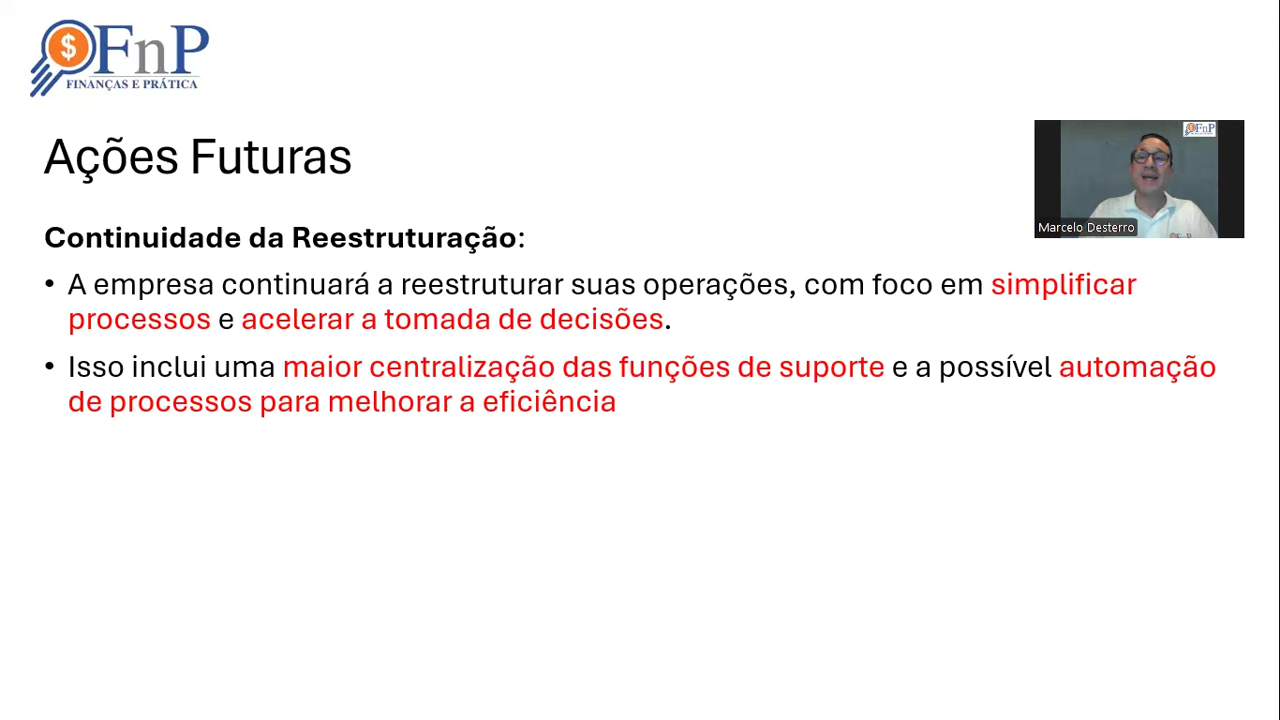 FnP
FINANÇAS E PRÁTICA
Ações Futuras
FnP
Marcelo Desterro
Continuidade da Reestruturação:
• A empresa continuará a reestruturar suas operações, com foco em simplificar
processos e acelerar a tomada de decisões.
• Isso inclui uma maior centralização das funções de suporte e a possível automação
de processos para melhorar a eficiência